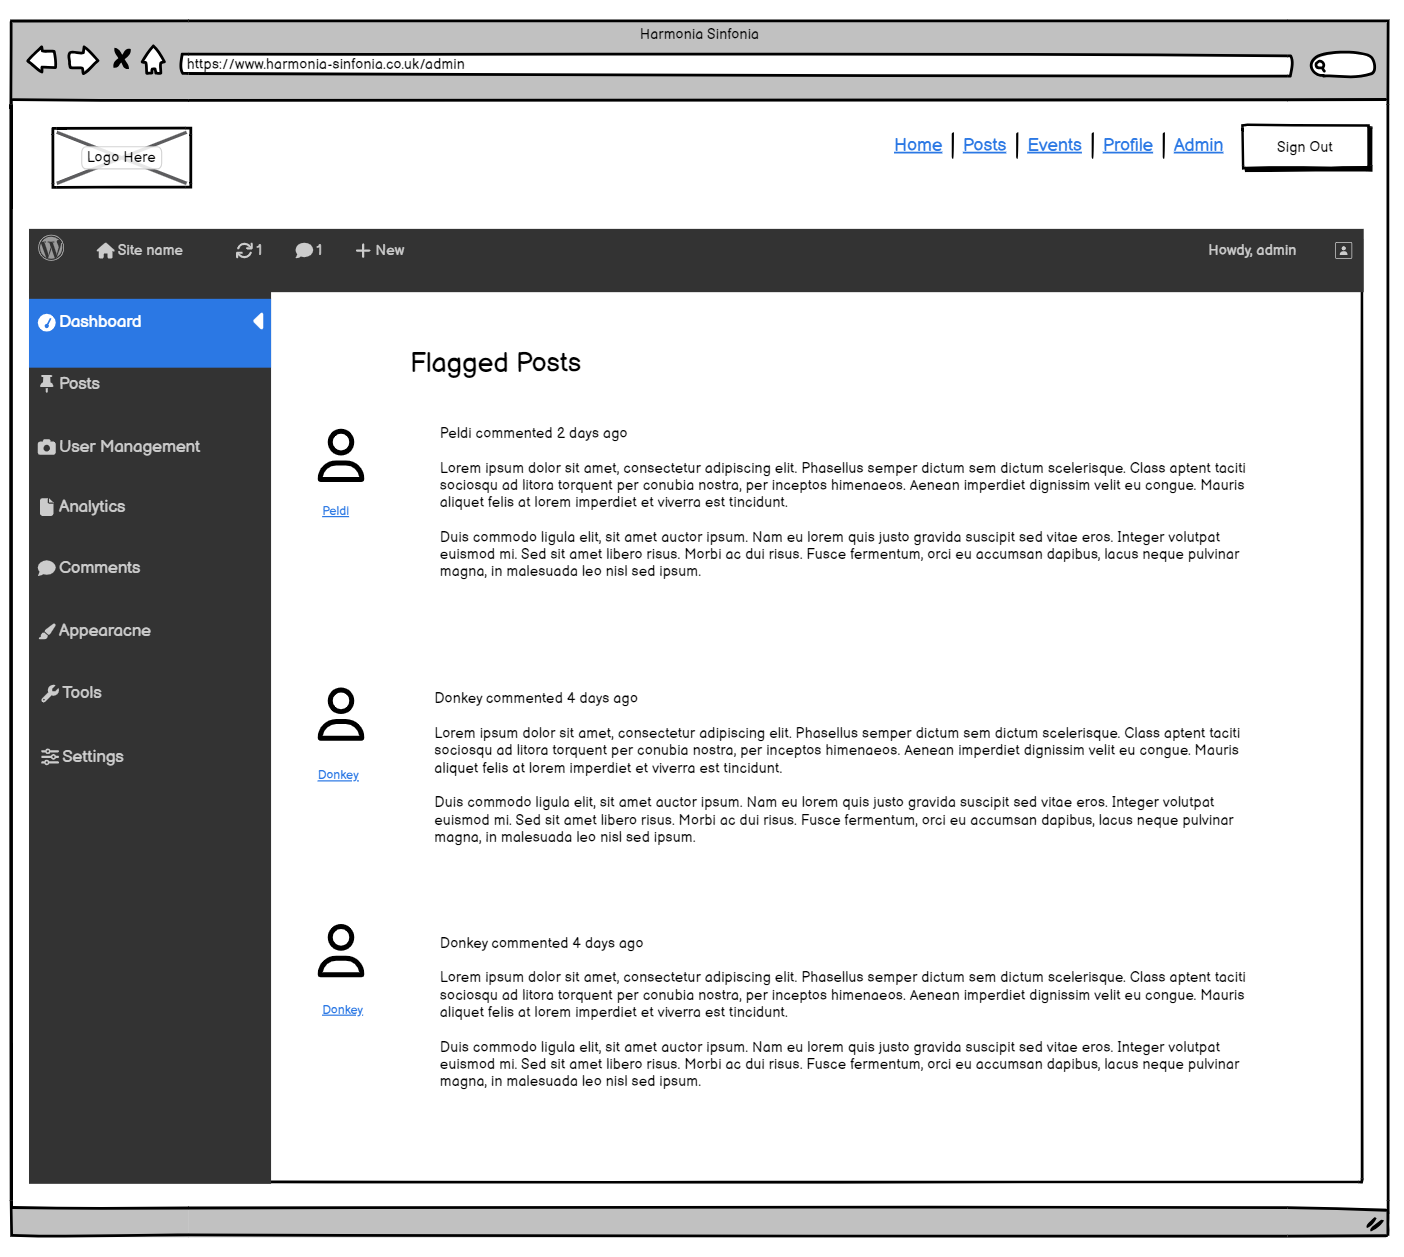 Harmonia Sinfonia
https://www.harmonia-sinfonia.co.uk/admin
Logo Here
Home Posts Events Profile Admin Sign Out
Site name 1 1 New Howdy, admin
Dashboard
Posts
User Management
Analytics
Comments
Appearacne
Tools
Settings
Flagged Posts
Peldi commented 2 days ago
Lorem ipsum dolor sit amet, consectetur adipiscing elit. Phasellus semper dictum sem dictum scelerisque. Class aptent taciti
sociosqu ad litora torquent per conubia nostra, per inceptos himenaeos. Aenean imperdiet dignissim velit eu congue. Mauris
aliquet felis at lorem imperdiet et viverra est tincidunt.
Peldi
Duis commodo ligula elit, sit amet auctor ipsum. Nam eu lorem quis justo gravida suscipit sed vitae eros. Integer volutpat
euismod mi. Sed sit amet libero risus. Morbi ac dui risus. Fusce fermentum, orci eu accumsan dapibus, lacus neque pulvinar
magna, in malesuada leo nisl sed ipsum.
Donkey commented 4 days ago
Lorem ipsum dolor sit amet, consectetur adipiscing elit. Phasellus semper dictum sem dictum scelerisque. Class aptent taciti
sociosqu ad litora torquent per conubia nostra, per inceptos himenaeos. Aenean imperdiet dignissim velit eu congue. Mauris
aliquet felis at lorem imperdiet et viverra est tincidunt.
Donkey
Duis commodo ligula elit, sit amet auctor ipsum. Nam eu lorem quis justo gravida suscipit sed vitae eros. Integer volutpat
euismod mi. Sed sit amet libero risus. Morbi ac dui risus. Fusce fermentum, orci eu accumsan dapibus, lacus neque pulvinar
magna, in malesuada leo nisl sed ipsum.
Donkey commented 4 days ago
Lorem ipsum dolor sit amet, consectetur adipiscing elit. Phasellus semper dictum sem dictum scelerisque. Class aptent taciti
sociosqu ad litora torquent per conubia nostra, per inceptos himenaeos. Aenean imperdiet dignissim velit eu congue. Mauris
aliquet felis at lorem imperdiet et viverra est tincidunt.
Donkey
Duis commodo ligula elit, sit amet auctor ipsum. Nam eu lorem quis justo gravida suscipit sed vitae eros. Integer volutpat
euismod mi. Sed sit amet libero risus. Morbi ac dui risus. Fusce fermentum, orci eu accumsan dapibus, lacus neque pulvinar
magna, in malesuada leo nisl sed ipsum.